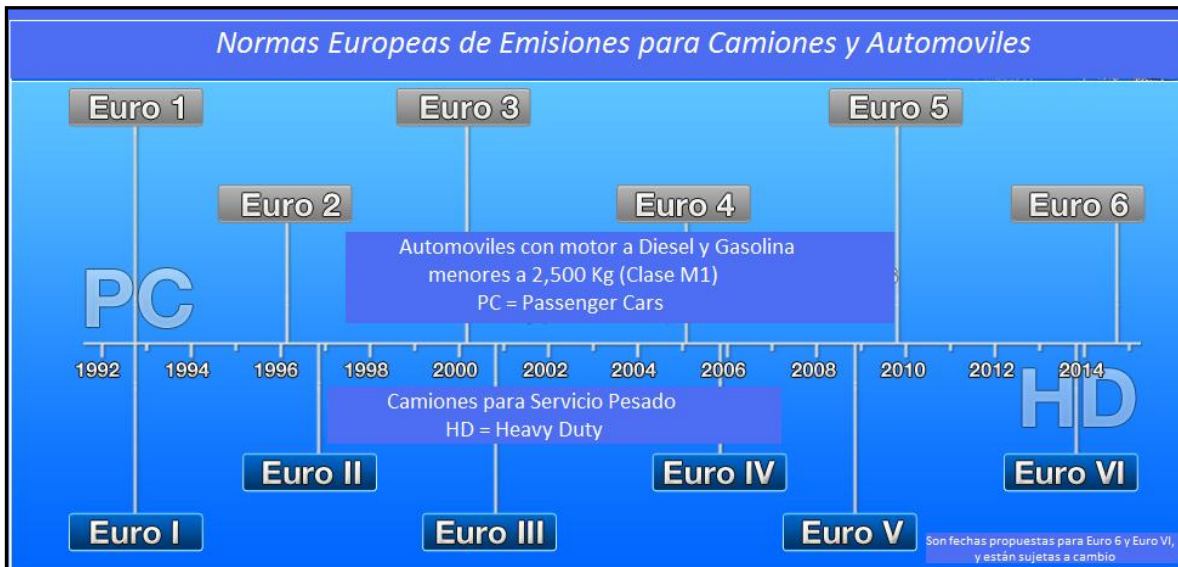 Normas Europeas de Emisiones para Camiones y Automoviles
Euro 1
Euro 3
Euro 5
Euro 2
Euro 4
Euro 6
Automoviles con motor a Diesel y Gasolina
menores a 2,500 Kg (Clase M1)
PC = Passenger Cars
PC
1992 1994 1996 1998 2000 2002 2004 2006 2008 2010 2012 2014
HD
Camiones para Servicio Pesado
HD = Heavy Duty
Euro II
Euro IV
Euro VI
Euro I
Euro III
Euro V
Son fechas propuestas para Euro 6 y Euro VI,
y están sujetas a cambio